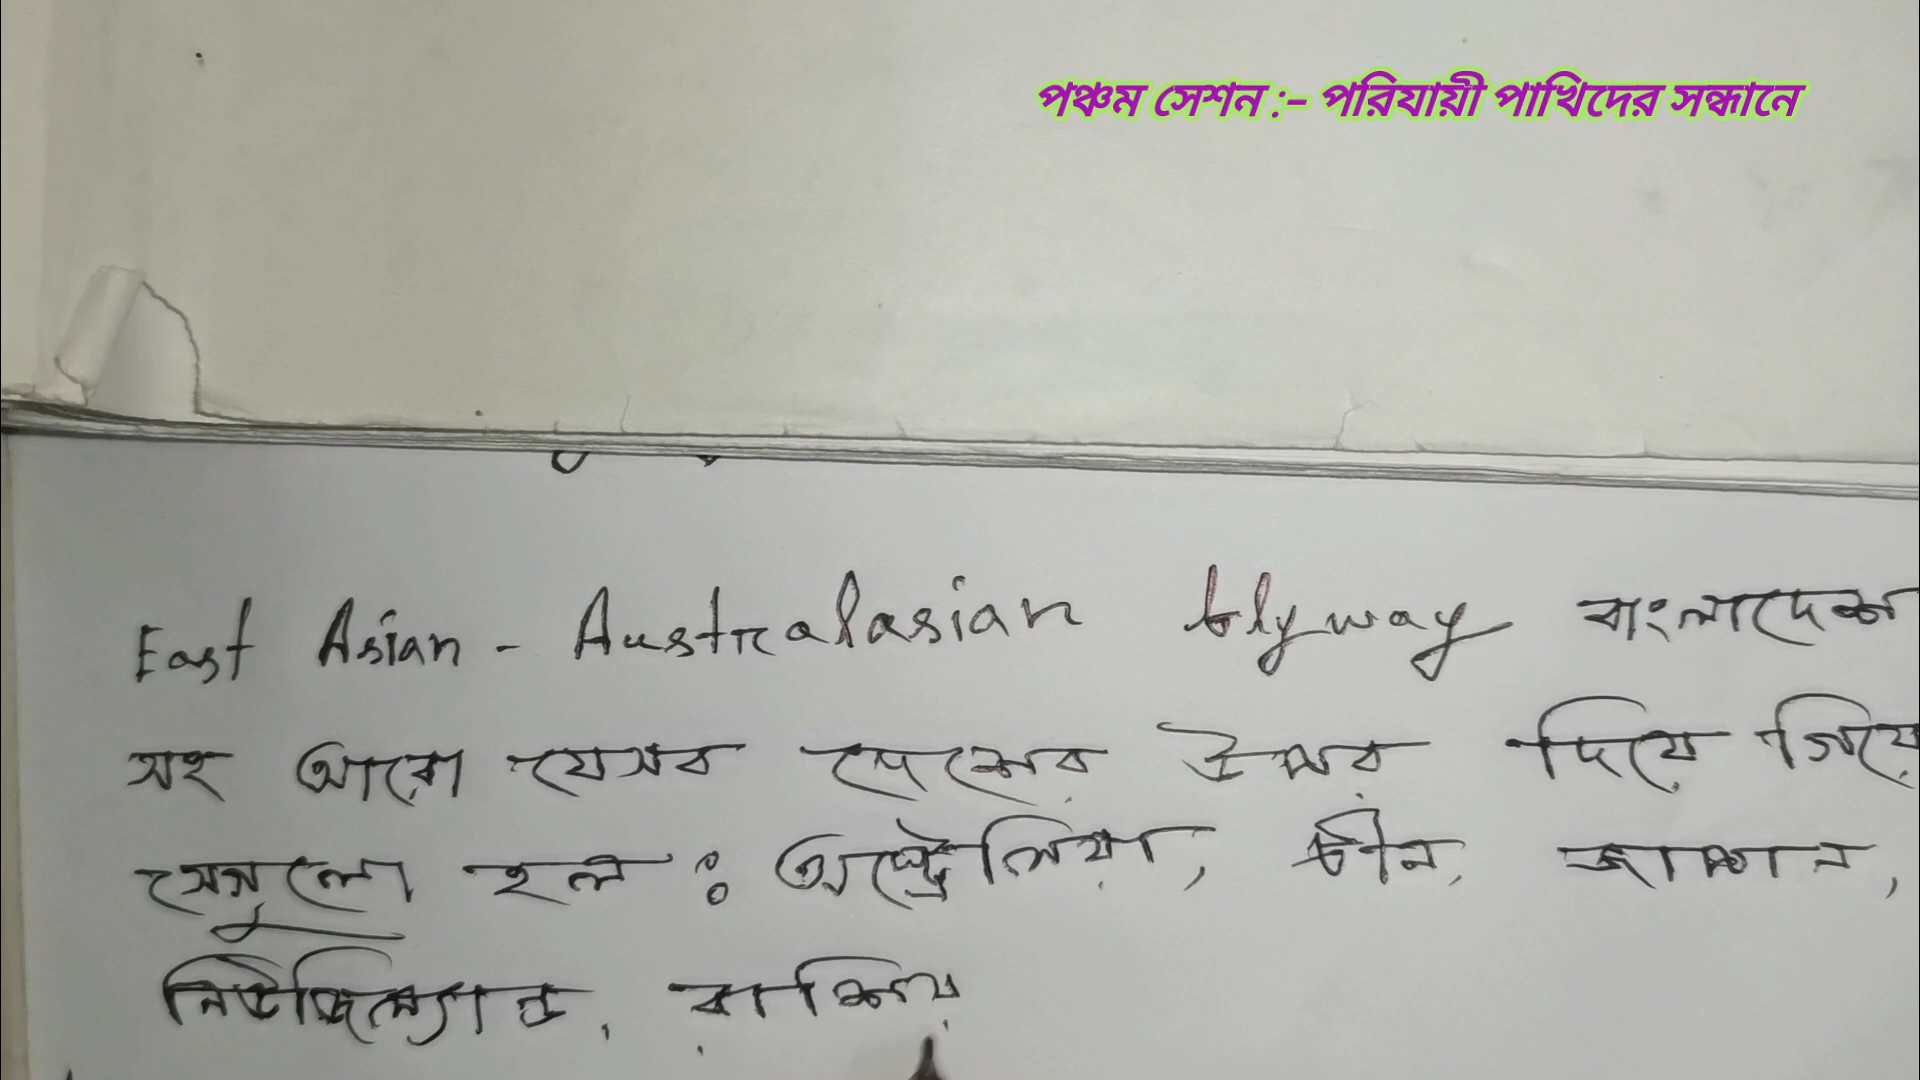 পঞ্চম সেশন :- পরিযায়ী পাখিদের সন্ধানে
East Asian - Australasian flyway বাংলাদেশ
সহ আরো যেসব দেশের উপর দিয়ে গিয়ে
সেগুলো হল : অস্ট্রেলিয়া, চীন, জাপান,
নিউজিল্যান্ড, রাশিয়